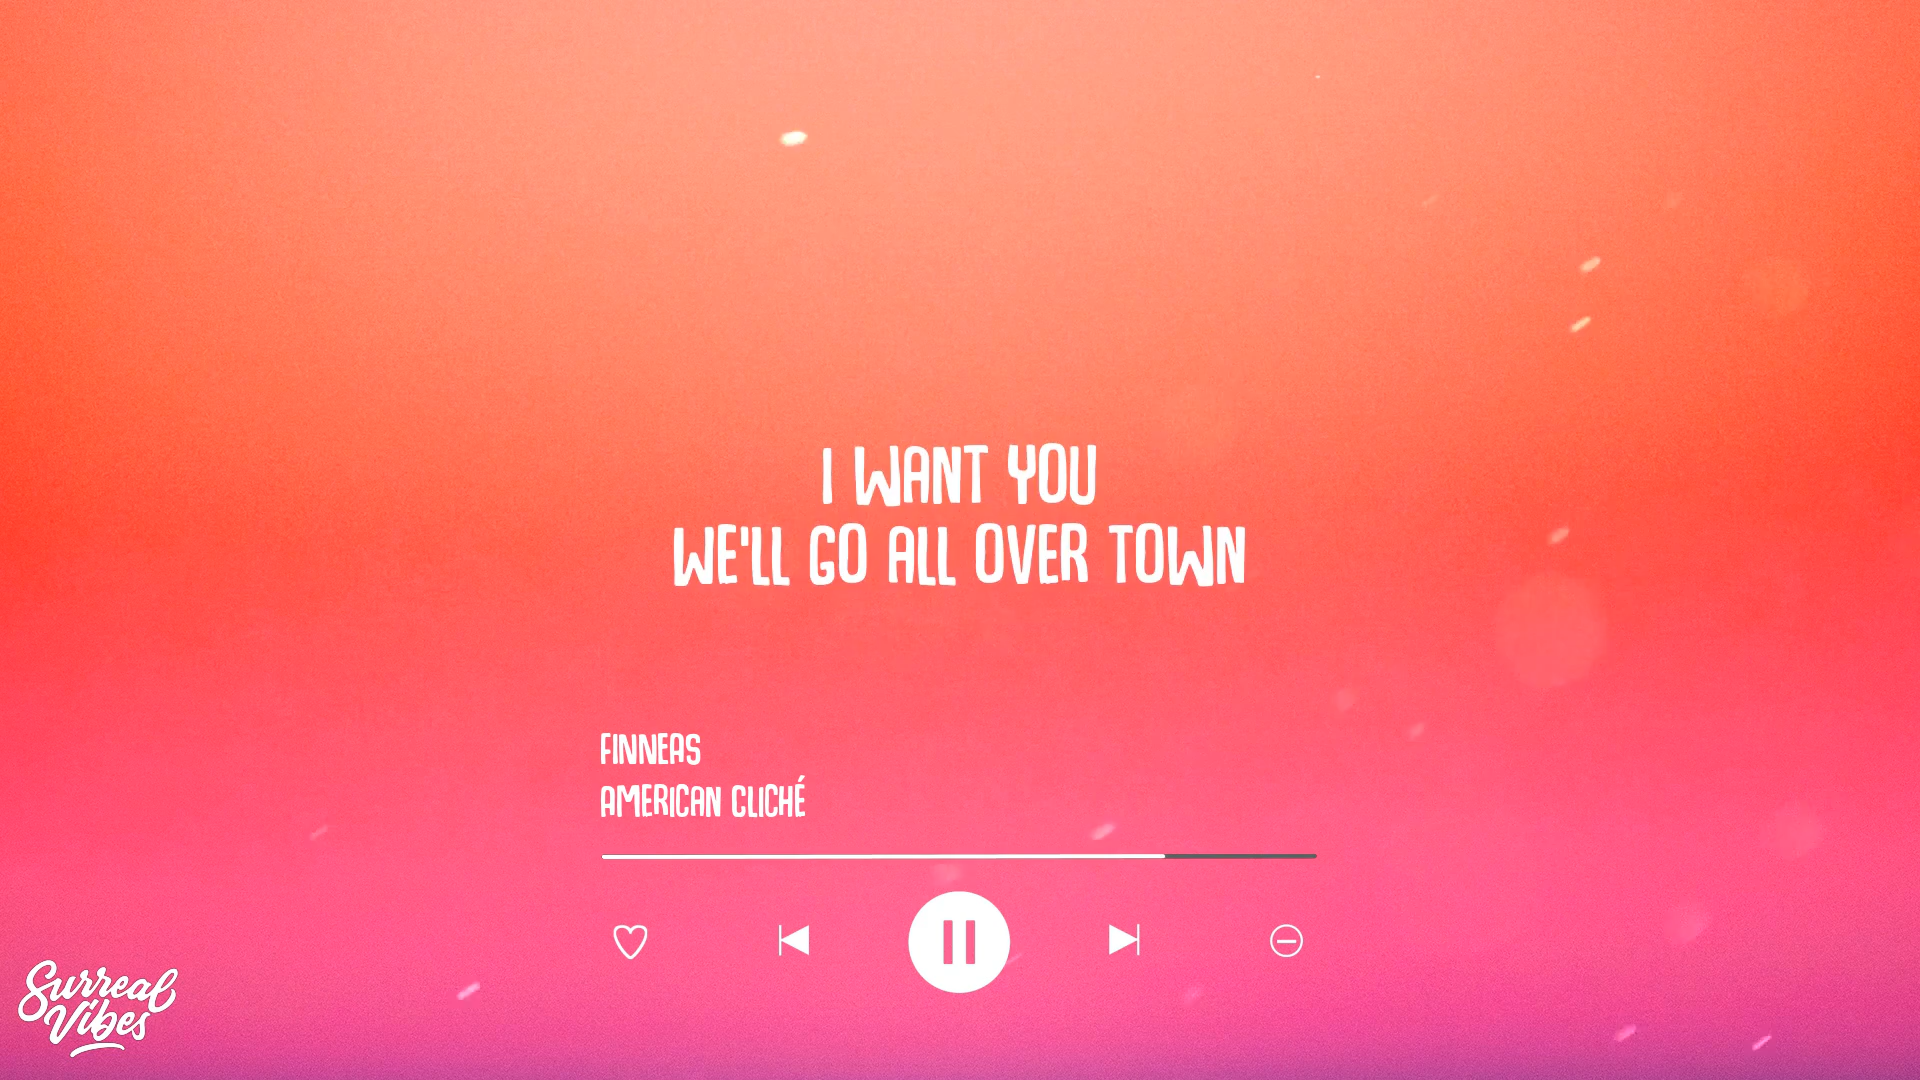 I WANT YOU
WE'LL GO ALL OVER TOWN
FINNEAS
AMERICAN CLICHÉ
Surreal
Vibes